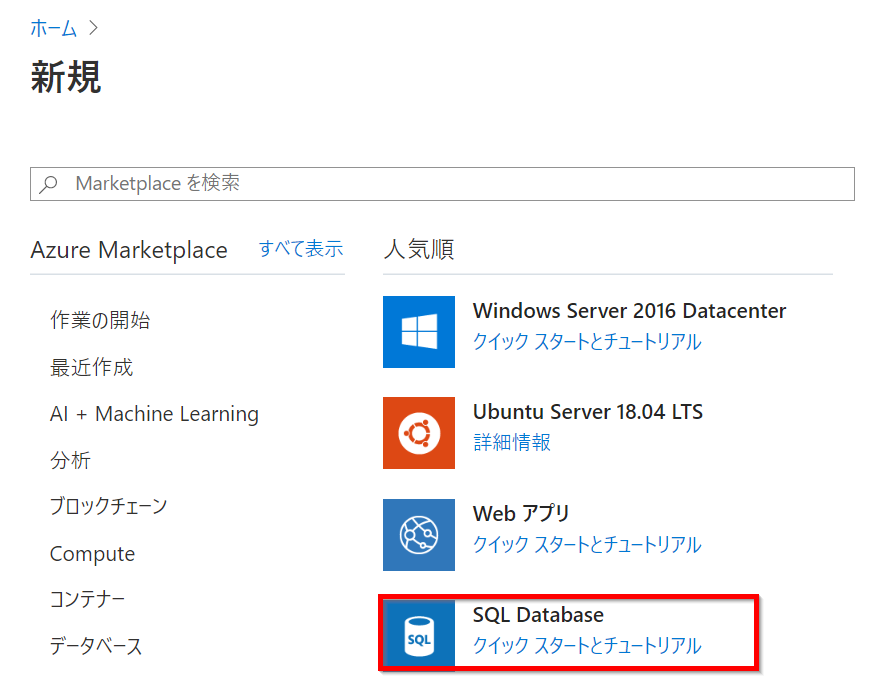 ホーム >
新規
Marketplace を検索
Azure Marketplace すべて表示
作業の開始
最近作成
AI + Machine Learning
分析
ブロックチェーン
Compute
コンテナー
データベース
人気順
Windows Server 2016 Datacenter
クイック スタートとチュートリアル
Ubuntu Server 18.04 LTS
詳細情報
Web アプリ
クイック スタートとチュートリアル
SQL
SQL Database
クイック スタートとチュートリアル